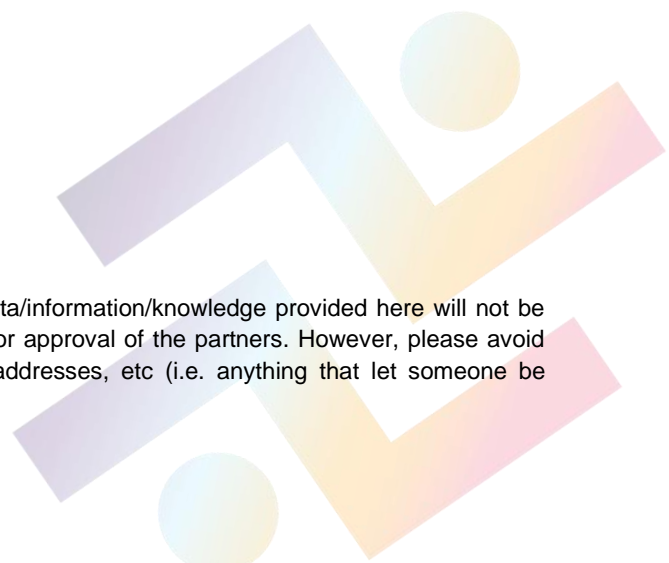 ta/information/knowledge provided here will not be
or approval of the partners. However, please avoid
addresses, etc (i.e. anything that let someone be